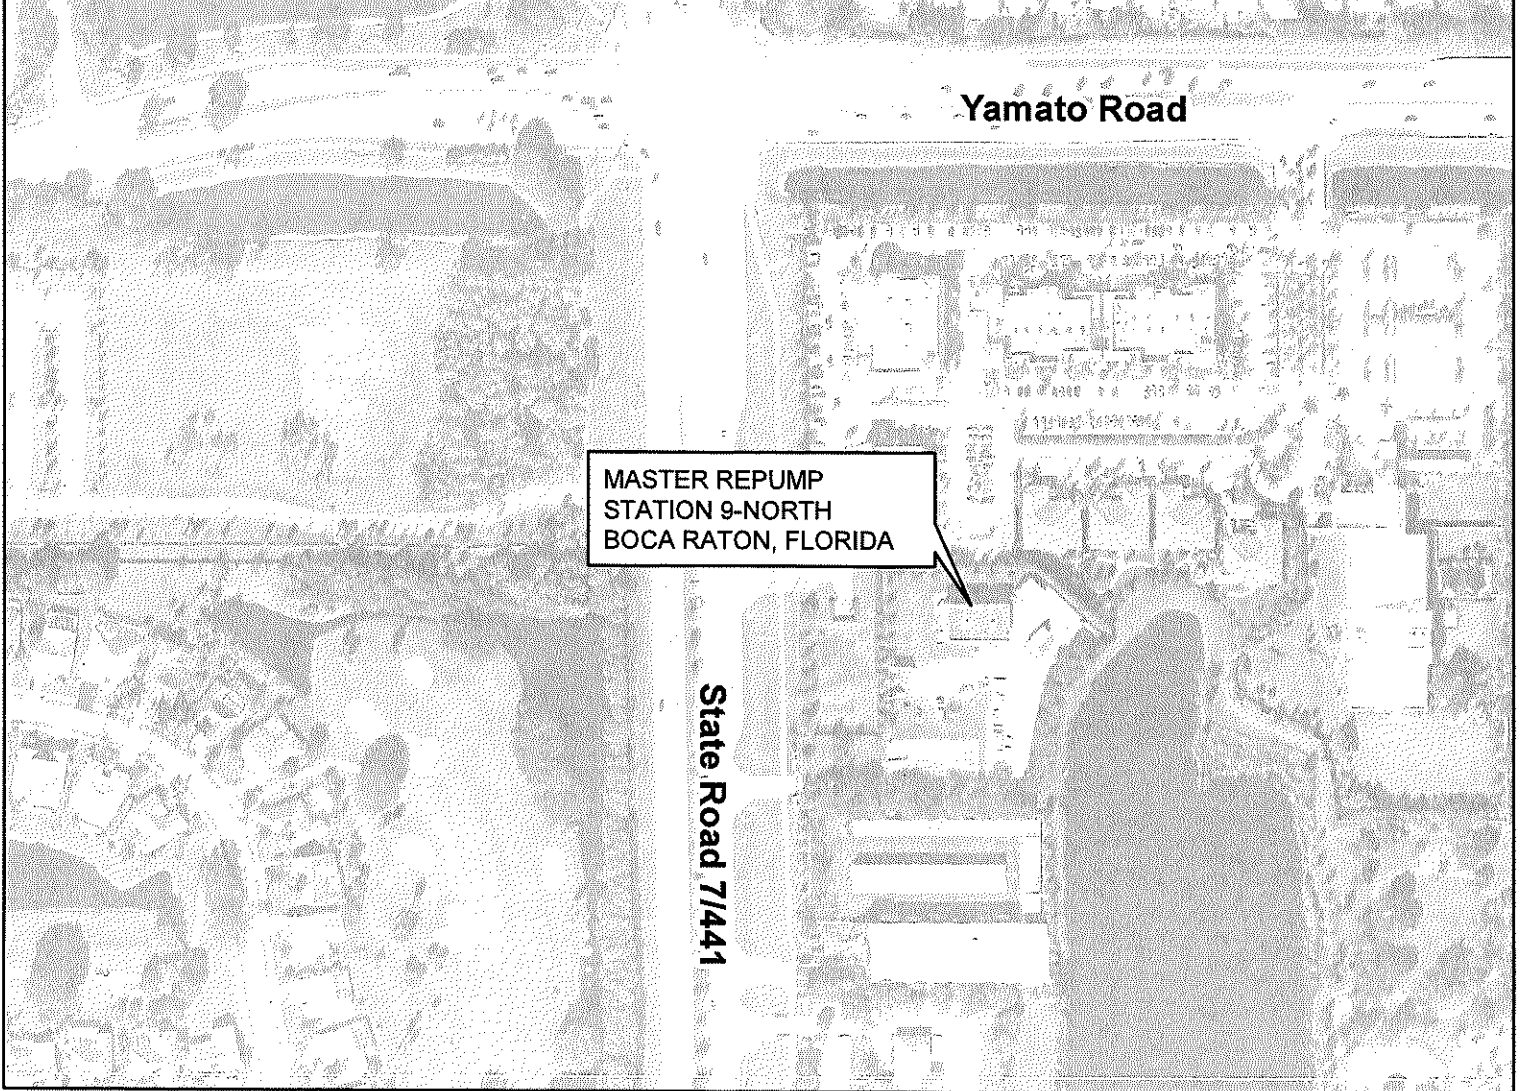 Yamato Road
MASTER REPUMP
STATION 9-NORTH
BOCA RATON, FLORIDA
State Road 7/441